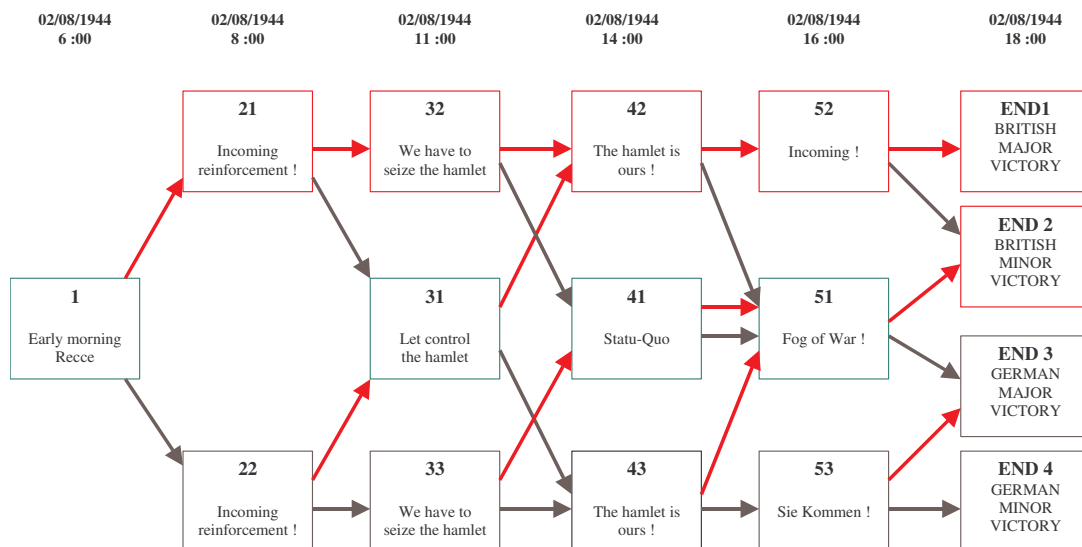 02/08/1944
6 :00
02/08/1944
8 :00
02/08/1944
11 :00
02/08/1944
14 :00
02/08/1944
16:00
02/08/1944
18 :00
21
Incoming
reinforcement !
32
We have to
seize the hamlet
42
The hamlet is
ours !
52
Incoming !
END1
BRITISH
MAJOR
VICTORY
END 2
BRITISH
MINOR
VICTORY
1
Early morning
Recce
31
Let control
the hamlet
41
Statu-Quo
51
Fog of War !
END 3
GERMAN
MAJOR
VICTORY
22
Incoming
reinforcement !
33
We have to
seize the hamlet
43
The hamlet is
ours !
53
Sie Kommen !
END 4
GERMAN
MINOR
VICTORY